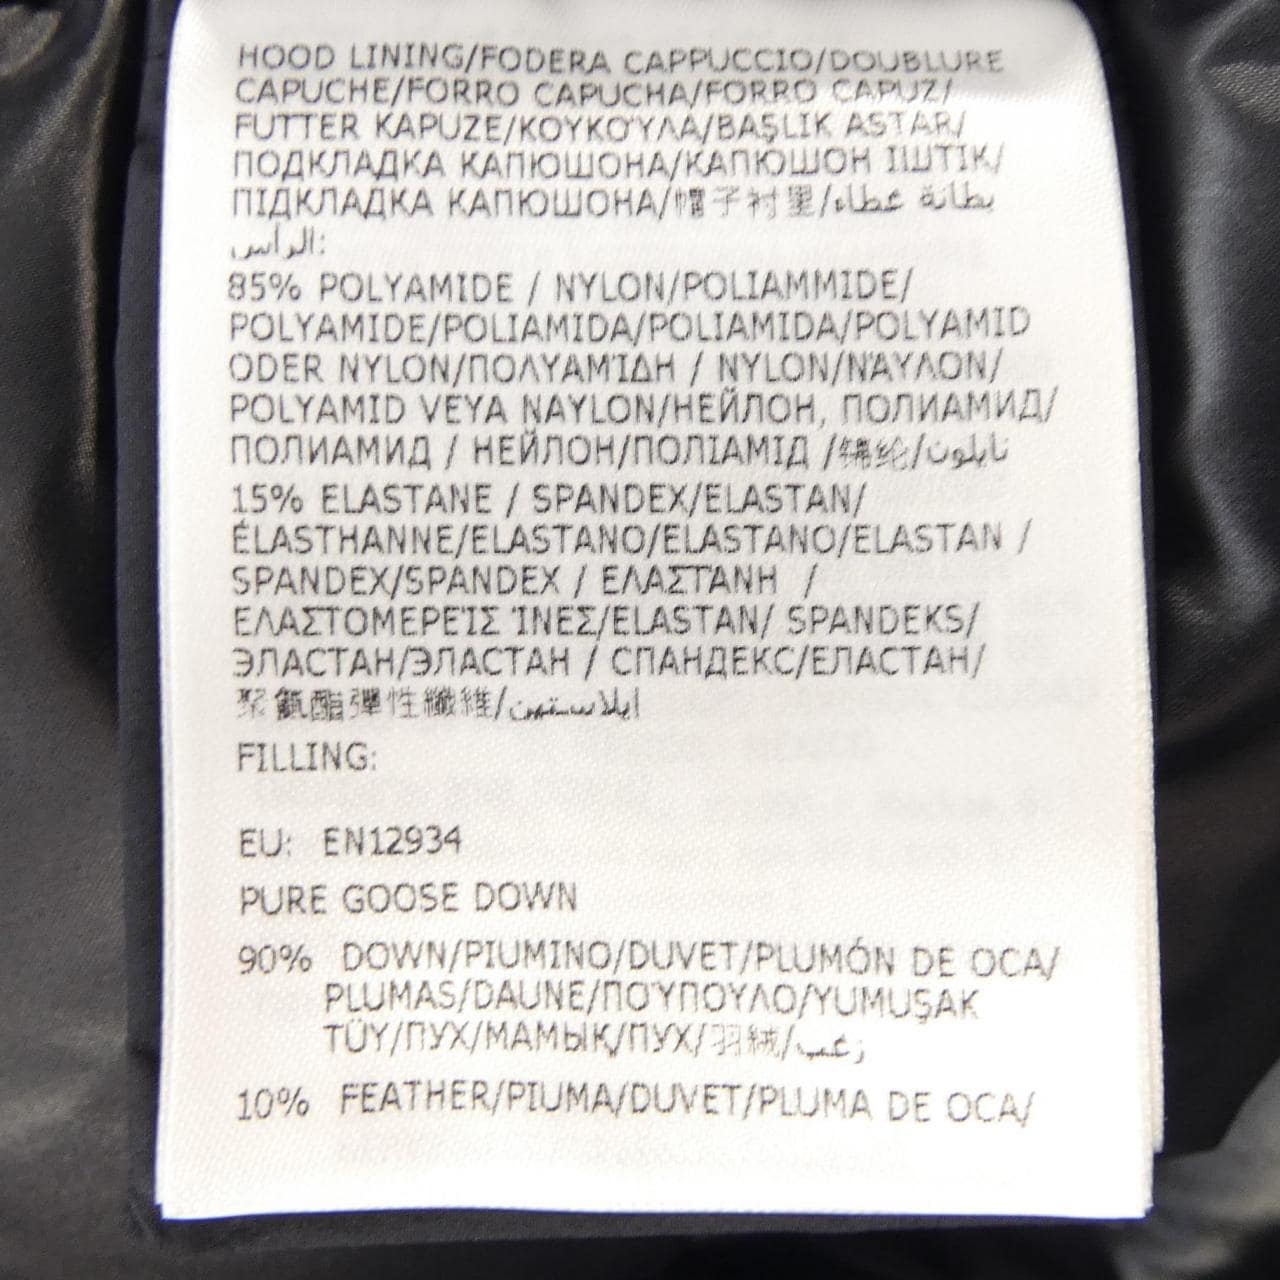 HOOD LINING/FODERA CAPPUCCIO/DOUBLURE
CAPUCHE/FORRO CAPUCHA/FORRO CAPUZ/
FUTTER KAPUZE/ΚΟΥΚΟΎΛΑ/BAŞLIK ASTAR/
ПОДКЛАДКА КАПЮШОНА/КАПЮШОН ІШТІК/
ПІДКЛАДКА КАПЮШОНА/帽子衬里/بطانة غطاء
الرأس:
85% POLYAMIDE / NYLON/POLIAMMIDE/
POLYAMIDE/POLIAMIDA/POLIAMIDA/POLYAMID
ODER NYLON/ΠΟΛΥΑΜΊΔΗ / NYLON/ΝΆΥΛΟΝ/
POLYAMID VEYA NAYLON/НЕЙЛОН, ПОЛИАМИД/
ПОЛИАМИД / НЕЙЛОН/ПОЛІАМІД /锦纶/نايلون
15% ELASTANE / SPANDEX/ELASTAN/
ÉLASTHANNE/ELASTANO/ELASTANO/ELASTAN /
SPANDEX/SPANDEX / ΕΛΑΣΤΆΝΗ /
ΕΛΑΣΤΟΜΕΡΕΊΣ ΊΝΕΣ/ELASTAN/ SPANDEKS/
ЭЛАСТАН/ЭЛАСТАН / СПАНДЕКС/ЕЛАСТАН/
聚氨酯彈性纖維/ايلاستين
FILLING:
EU: EN12934
PURE GOOSE DOWN
90% DOWN/PIUMINO/DUVET/PLUMÓN DE OCA/
PLUMAS/DAUNE/ΠΟΎΠΟΥΛΟ/YUMUŞAK
TÜY/ПУХ/МАМЫҚ/ПУХ/羽絨/زغب
10% FEATHER/PIUMA/DUVET/PLUMA DE OCA/